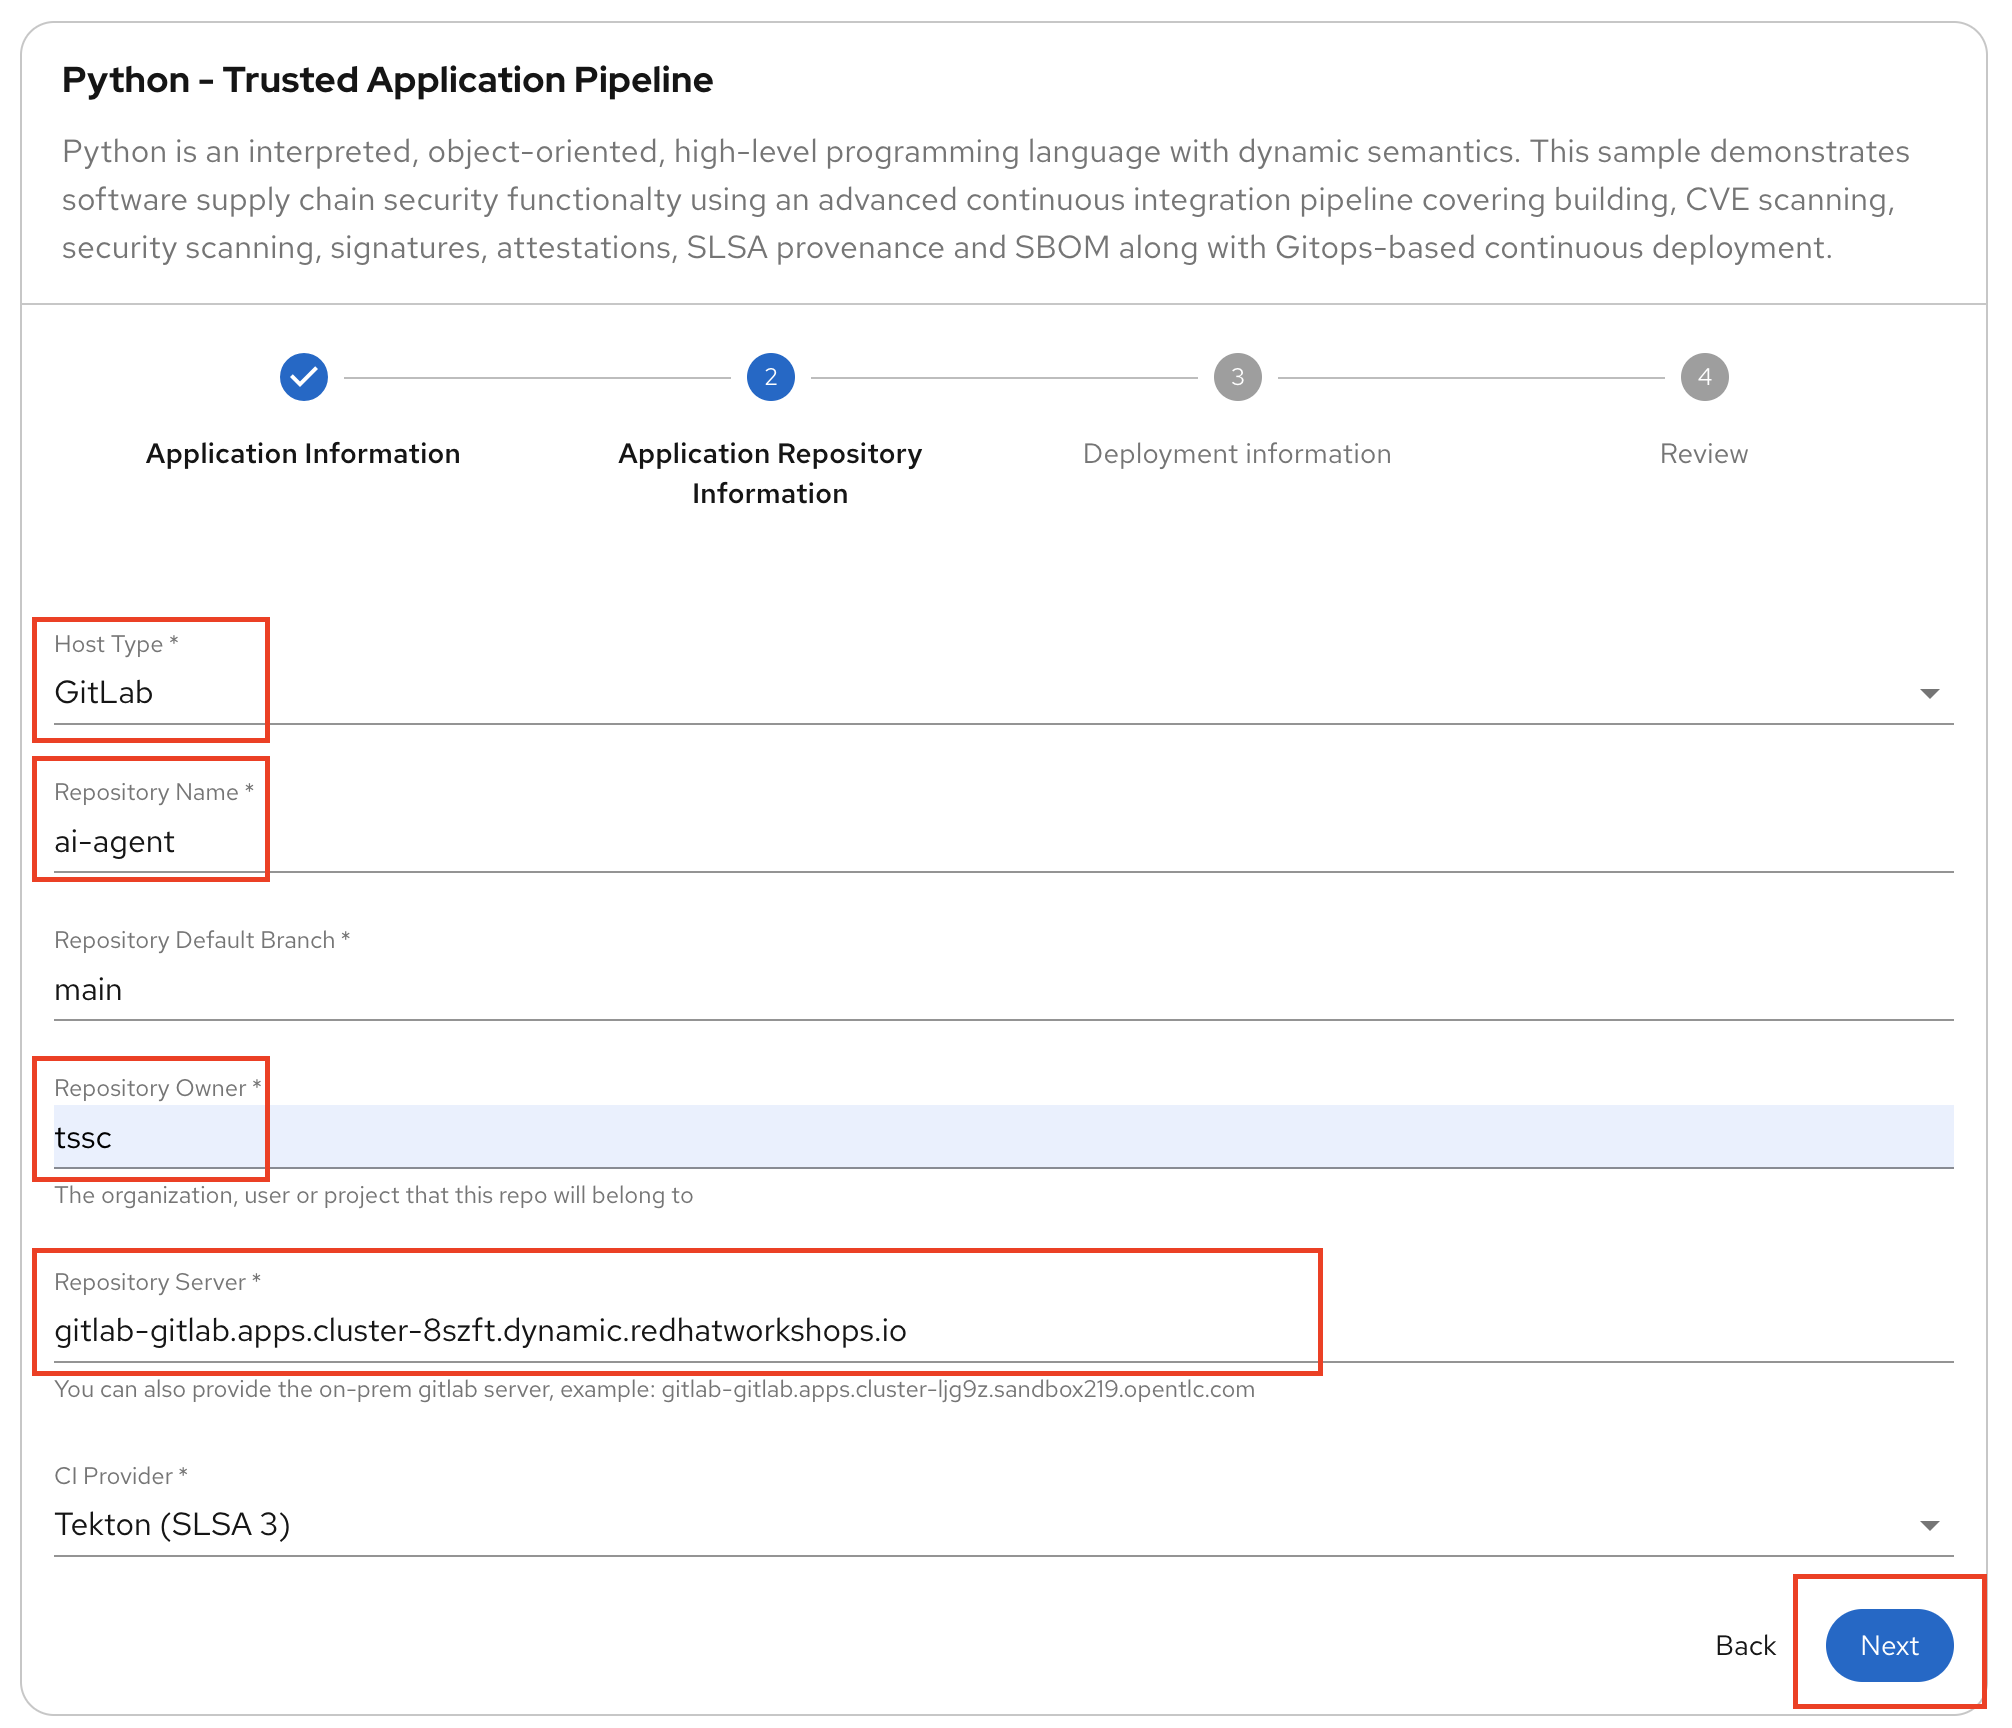 Python - Trusted Application Pipeline
Python is an interpreted, object-oriented, high-level programming language with dynamic semantics. This sample demonstrates
software supply chain security functionalty using an advanced continuous integration pipeline covering building, CVE scanning,
security scanning, signatures, attestations, SLSA provenance and SBOM along with Gitops-based continuous deployment.
2
3
4
Application Information
Application Repository
Information
Deployment information
Review
Host Type *
GitLab
Repository Name *
ai-agent
Repository Default Branch *
main
Repository Owner *
tssc
The organization, user or project that this repo will belong to
Repository Server *
gitlab-gitlab.apps.cluster-8szft.dynamic.redhatworkshops.io
You can also provide the on-prem gitlab server, example: gitlab-gitlab.apps.cluster-ljg9z.sandbox219.opentlc.com
CI Provider *
Tekton (SLSA 3)
Back
Next